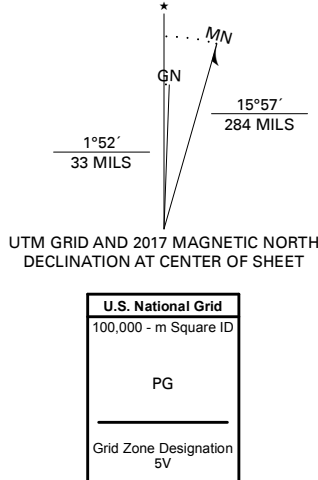 ★
MN
GN
15°57´
284 MILS
1°52´
33 MILS
UTM GRID AND 2017 MAGNETIC NORTH
DECLINATION AT CENTER OF SHEET
U.S. National Grid
100,000 - m Square ID
PG
Grid Zone Designation
5V